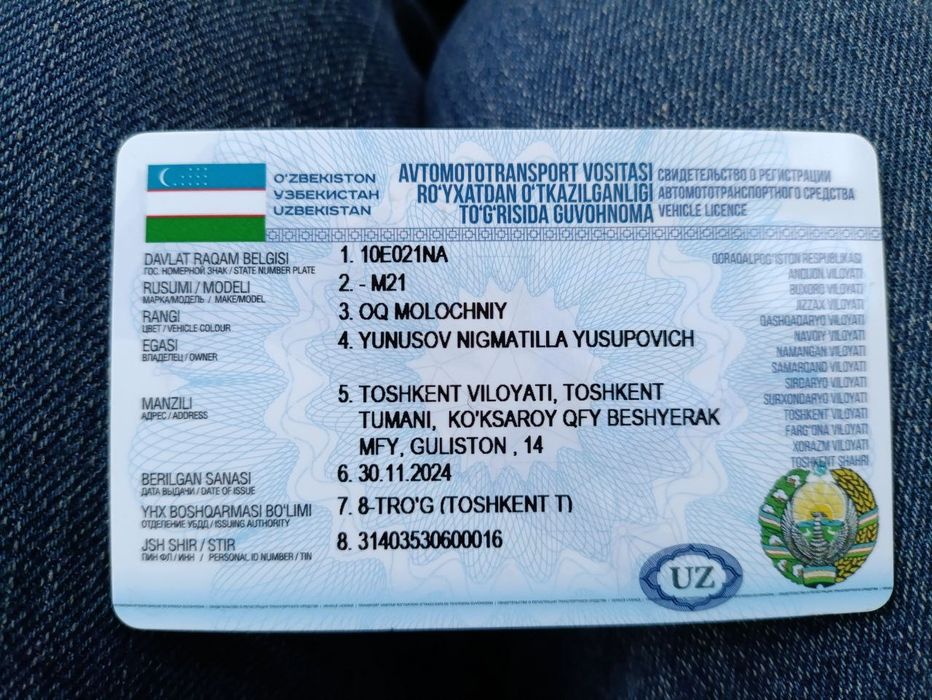 O'ZBEKISTON
ЎЗБЕКИСТАН
UZBEKISTAN
AVTOMOTOTRANSPORT VOSITASI
RO'YXATDAN O'TKAZILGANLIGI
TO'G'RISIDA GUVOHNOMA
СВИДЕТЕЛЬСТВО О РЕГИСТРАЦИИ
АВТОМОТОТРАНСПОРТНОГО СРЕДСТВА
VEHICLE LICENCE
DAVLAT RAQAM BELGISI
ГОС. НОМЕРНОЙ ЗНАК / STATE NUMBER PLATE
1. 10E021NA
RUSUMI / MODELI
МАРКА/МОДЕЛЬ / MAKE/MODEL
2. - M21
RANGI
ЦВЕТ / VEHICLE COLOUR
3. OQ MOLOCHNIY
EGASI
ВЛАДЕЛЕЦ / OWNER
4. YUNUSOV NIGMATILLA YUSUPOVICH
MANZILI
АДРЕС / ADDRESS
5. TOSHKENT VILOYATI, TOSHKENT
TUMANI, KO'KSAROY QFY BESHYERAK
MFY, GULISTON , 14
BERILGAN SANASI
ДАТА ВЫДАЧИ / DATE OF ISSUE
6. 30.11.2024
YHX BOSHQARMASI BO'LIMI
ОТДЕЛЕНИЕ УБДД / ISSUING AUTHORITY
7. 8-TRO'G (TOSHKENT T)
JSH SHIR / STIR
ПИНФЛ / ИНН / PERSONAL ID NUMBER / TIN
8. 31403530600016
QORAQALPOG'ISTON RESPUBLIKASI
ANDIJON VILOYATI
BUXORO VILOYATI
JIZZAX VILOYATI
QASHQADARYO VILOYATI
NAVOIY VILOYATI
NAMANGAN VILOYATI
SAMARQAND VILOYATI
SIRDARYO VILOYATI
SURXONDARYO VILOYATI
TOSHKENT VILOYATI
FARG'ONA VILOYATI
XORAZM VILOYATI
TOSHKENT SHAHRI
UZ